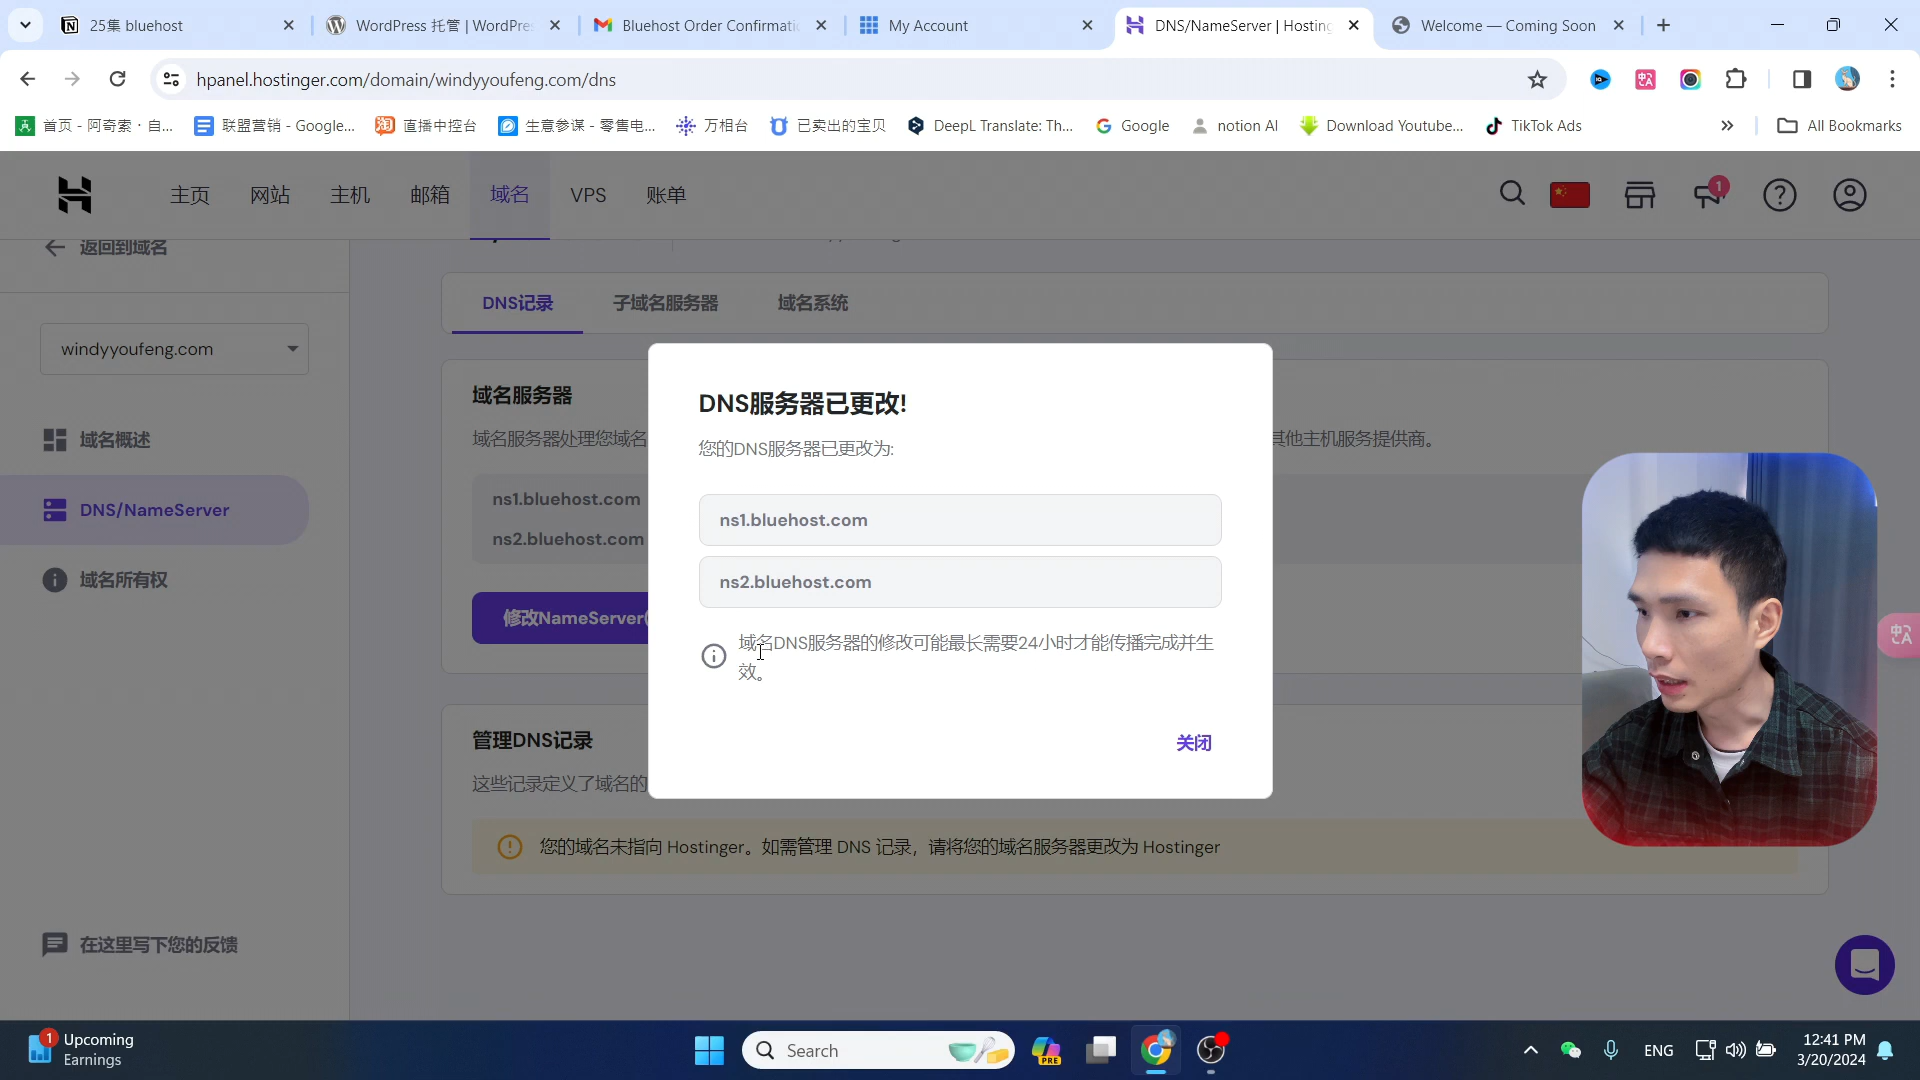 25集 bluehost
WordPress 托管 | WordPre
Bluehost Order Confirmatio
My Account
DNS/NameServer | Hosting
Welcome — Coming Soon
hpanel.hostinger.com/domain/windyyoufeng.com/dns
首页 - 阿奇索 · 自...
联盟营销 - Google...
直播中控台
生意参谋 - 零售电...
万相台
已卖出的宝贝
DeepL Translate: Th...
Google
notion AI
Download Youtube...
TikTok Ads
All Bookmarks
主页
网站
主机
邮箱
域名
VPS
账单
1
返回到域名
windyyoufeng.com
域名概述
DNS/NameServer
域名所有权
在这里写下您的反馈
DNS记录
子域名服务器
域名系统
域名服务器
域名服务器处理您域名
其他主机服务提供商。
ns1.bluehost.com
ns2.bluehost.com
修改NameServer(
管理DNS记录
这些记录定义了域名的
您的域名未指向 Hostinger。如需管理 DNS 记录，请将您的域名服务器更改为 Hostinger
DNS服务器已更改!
您的DNS服务器已更改为:
ns1.bluehost.com
ns2.bluehost.com
域名DNS服务器的修改可能最长需要24小时才能传播完成并生
效。
关闭
1
Upcoming
Earnings
Search
PRE
ENG
12:41 PM
3/20/2024